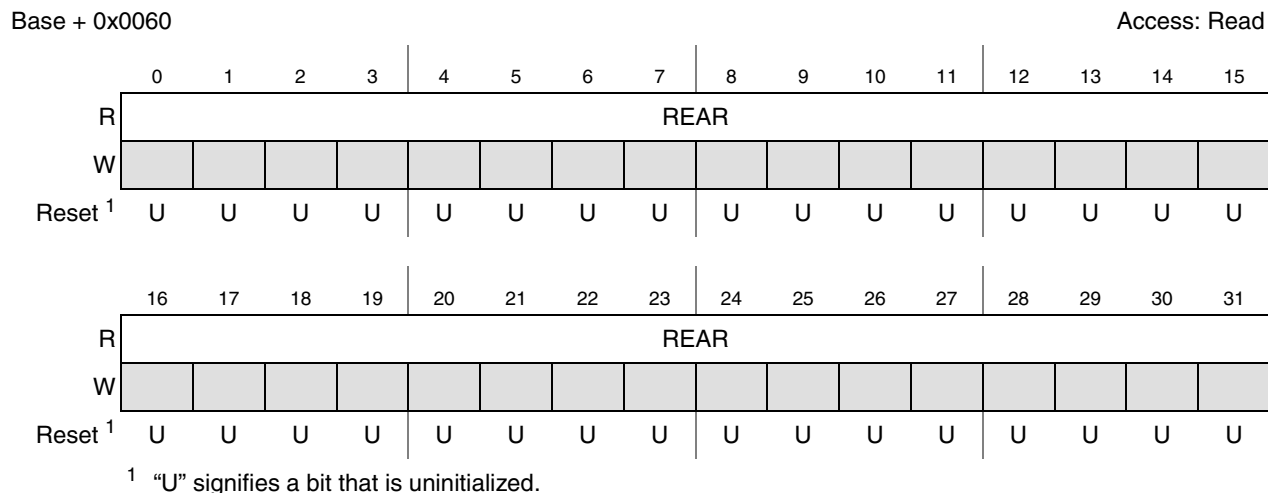 Base + 0x0060 Access: Read
0 1 2 3 4 5 6 7 8 9 10 11 12 13 14 15
R REAR
W
Reset 1 U U U U U U U U U U U U U U U U
16 17 18 19 20 21 22 23 24 25 26 27 28 29 30 31
R REAR
W
Reset 1 U U U U U U U U U U U U U U U U
1 “U” signifies a bit that is uninitialized.